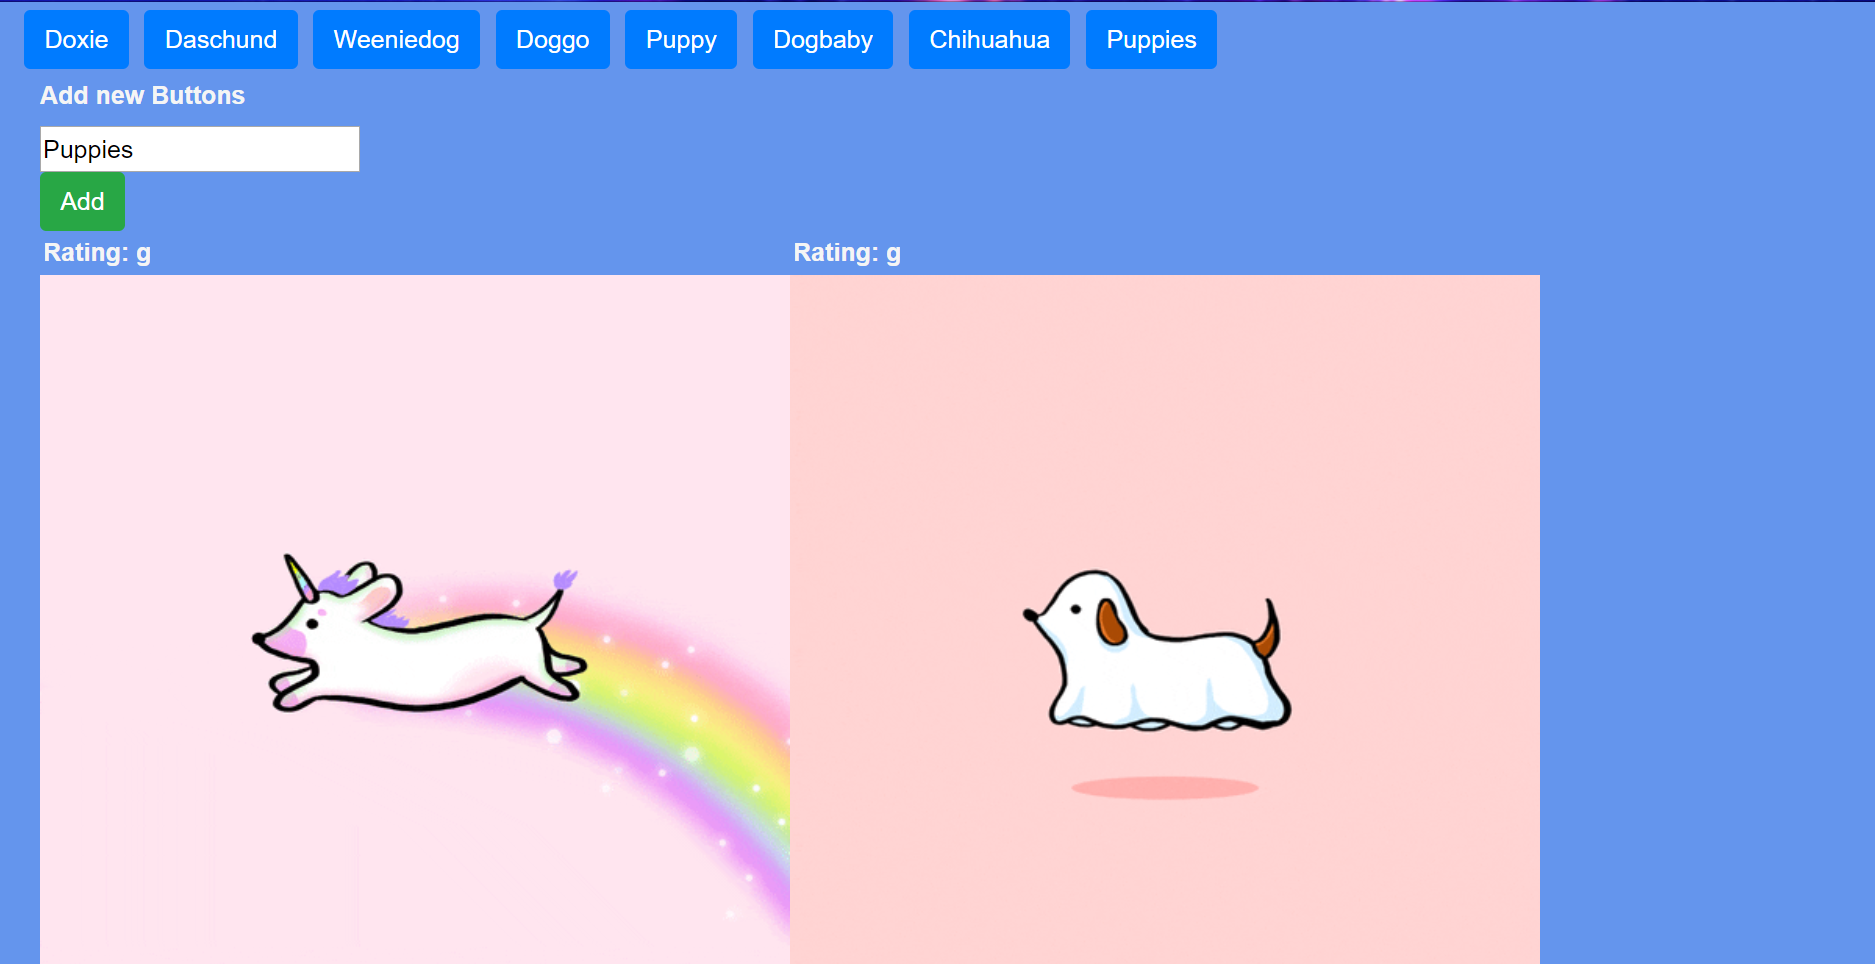 Doxie Daschund Weeniedog Doggo Puppy Dogbaby Chihuahua Puppies
Add new Buttons
Puppies
Add
Rating: g Rating: g